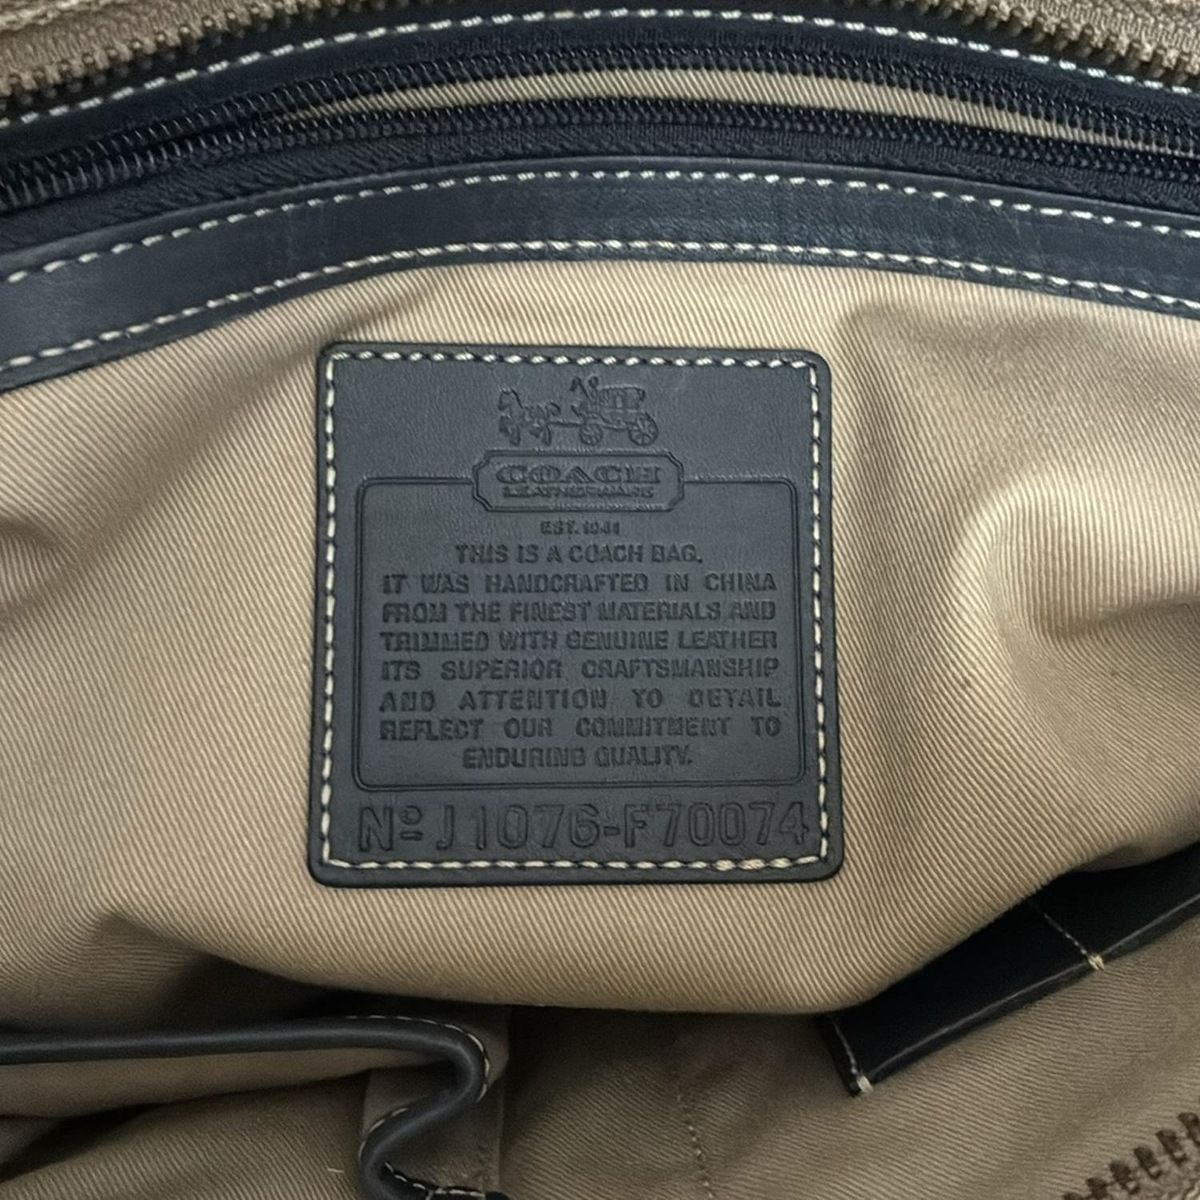 COACH
LEATHERWARE
EST. 1941
THIS IS A COACH BAG.
IT WAS HANDCRAFTED IN CHINA
FROM THE FINEST MATERIALS AND
TRIMMED WITH GENUINE LEATHER
ITS SUPERIOR CRAFTSMANSHIP
AND ATTENTION TO DETAIL
REFLECT OUR COMMITMENT TO
ENDURING QUALITY.
Nº J1076-F70074